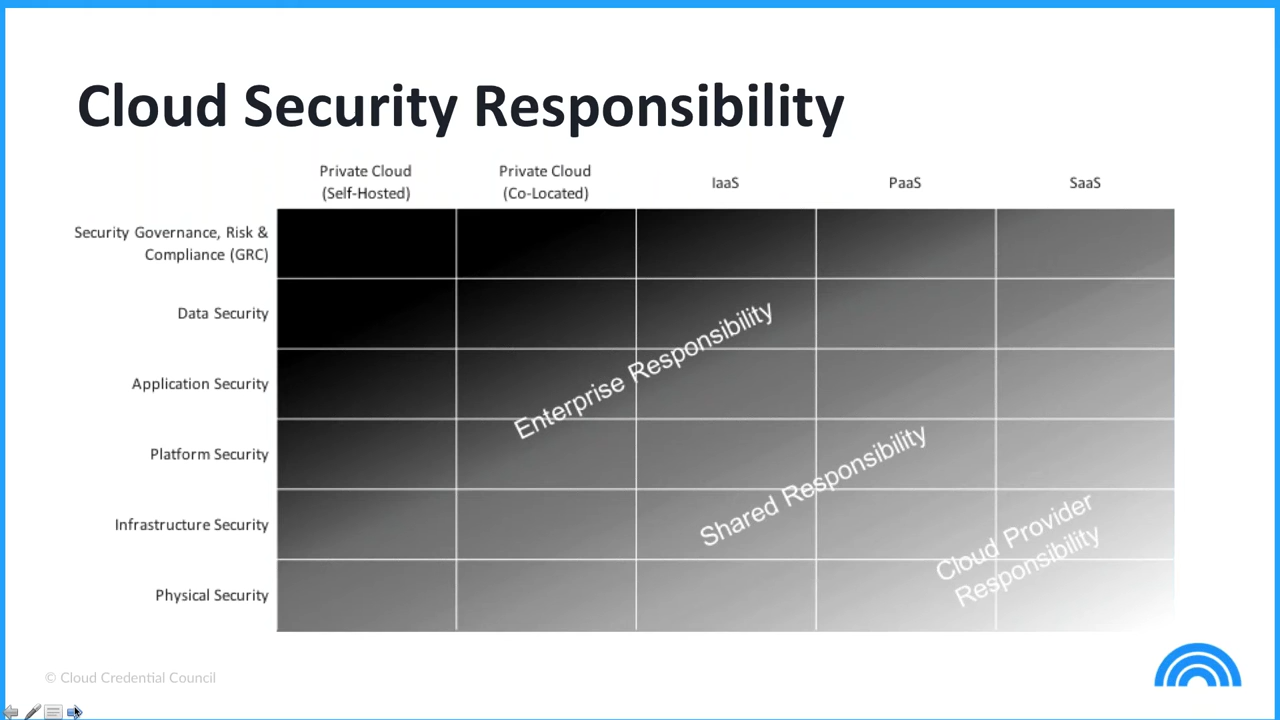 Cloud Security Responsibility
Private Cloud
(Self-Hosted)
Private Cloud
(Co-Located)
IaaS
PaaS
SaaS
Security Governance, Risk &
Compliance (GRC)
Data Security
Application Security
Platform Security
Infrastructure Security
Physical Security
Enterprise Responsibility
Shared Responsibility
Cloud Provider
Responsibility
© Cloud Credential Council